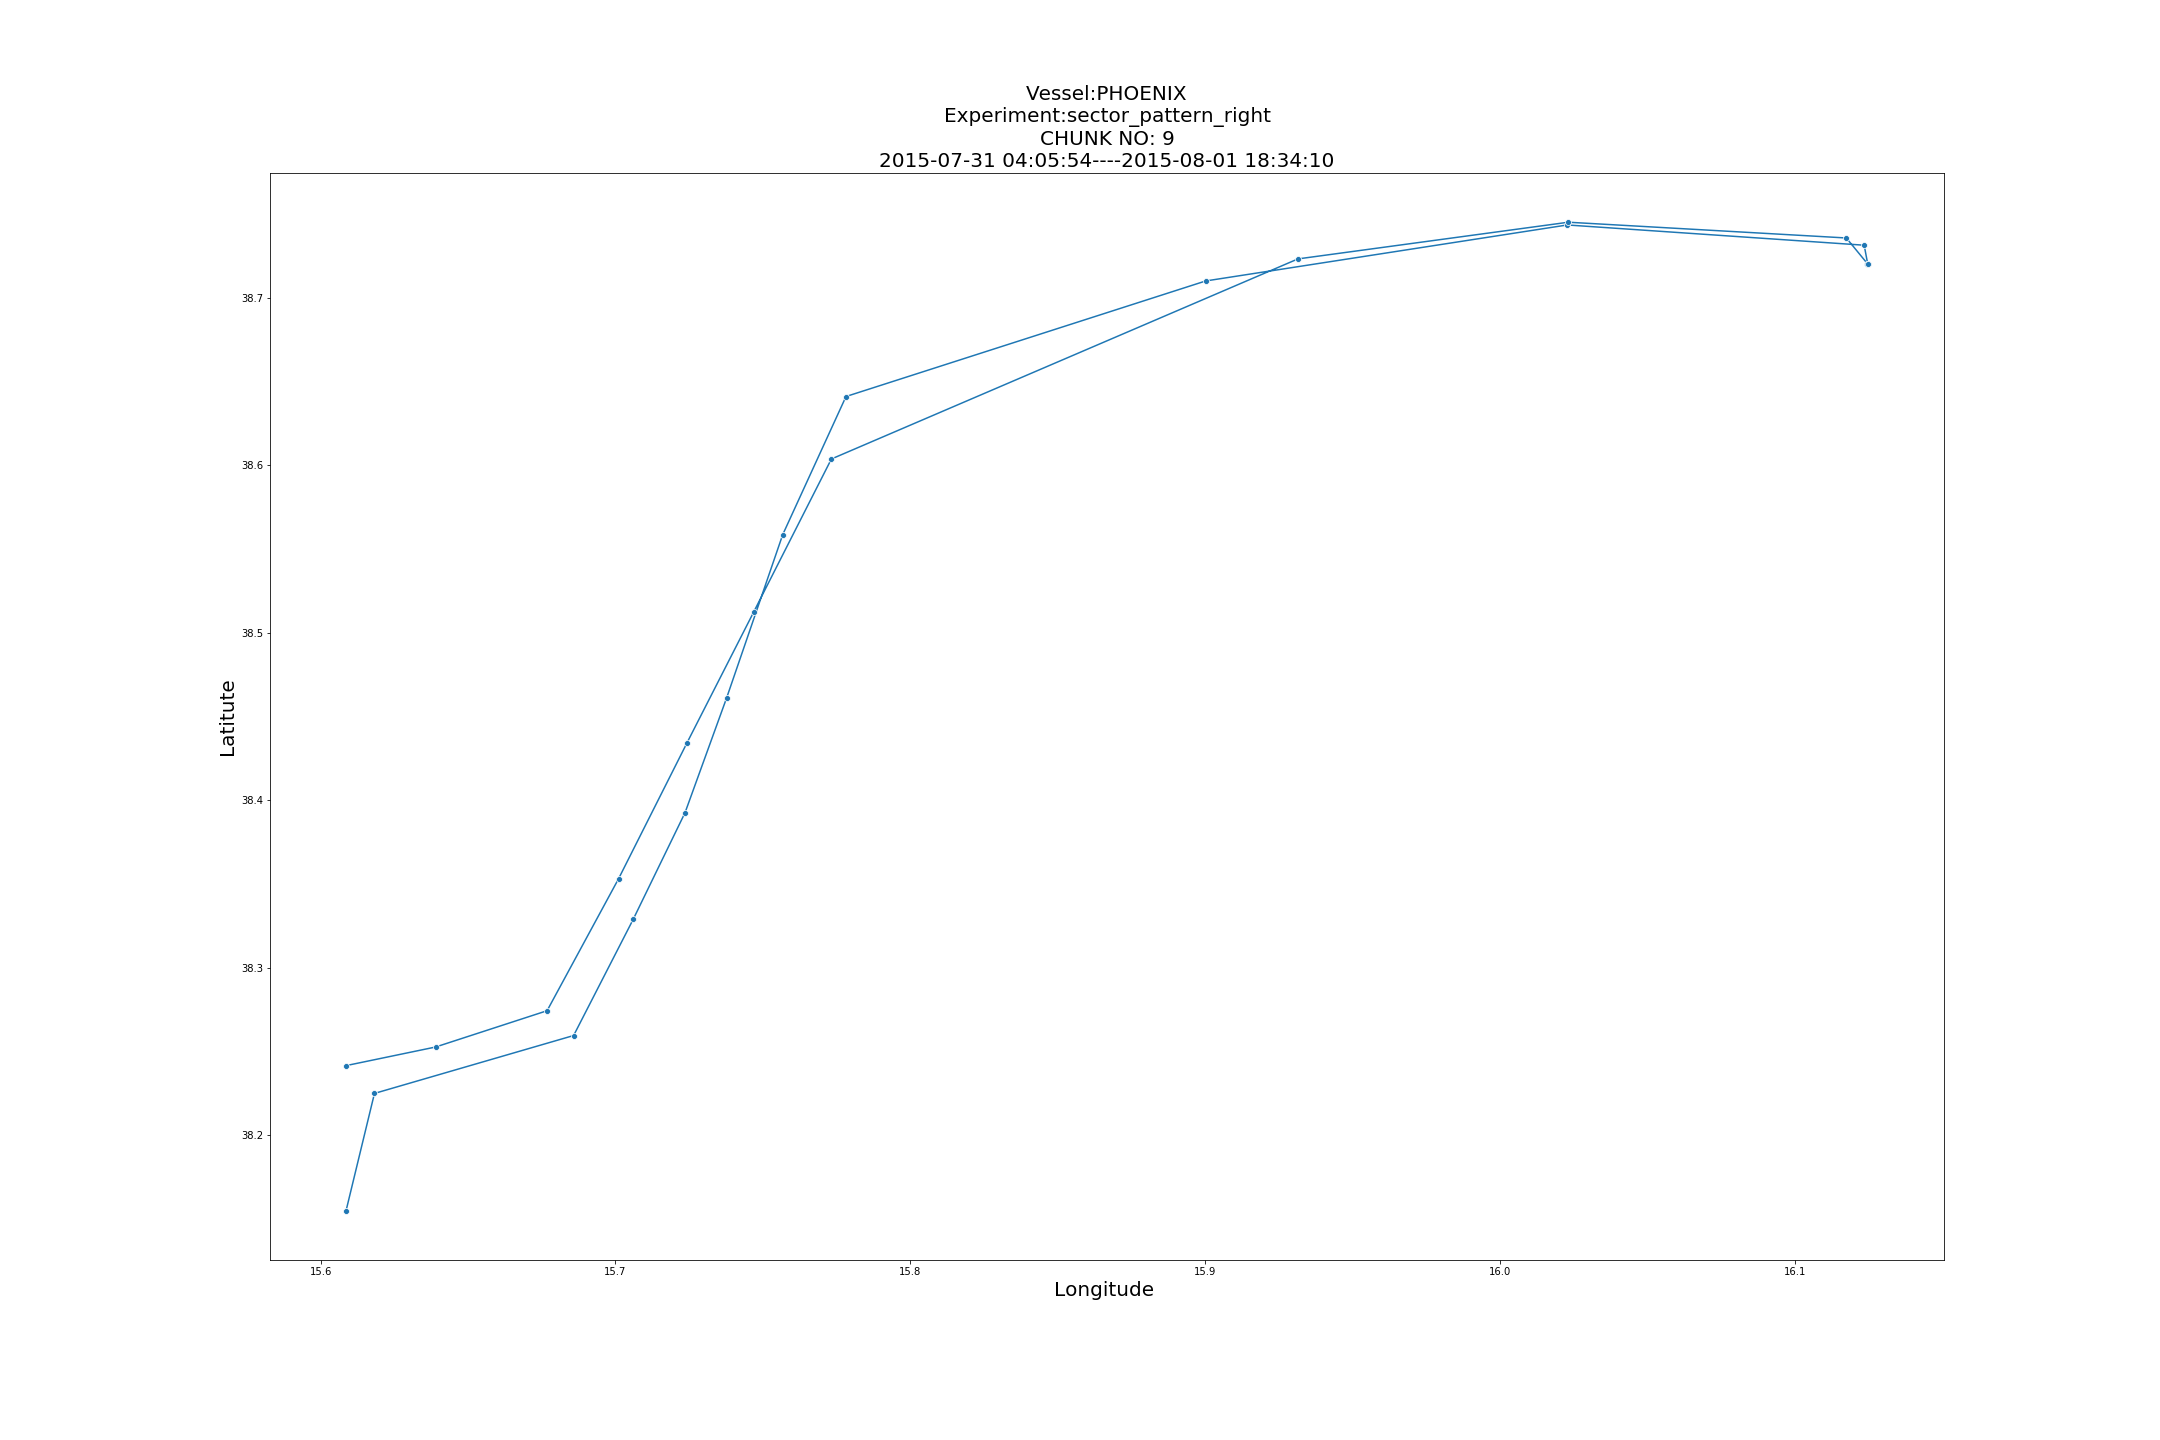 Vessel:PHOENIX
Experiment:sector_pattern_right
CHUNK NO: 9
2015-07-31 04:05:54----2015-08-01 18:34:10
38.7
38.6
38.5
38.4
38.3
38.2
Latitute
15.6 15.7 15.8 15.9 16.0 16.1
Longitude